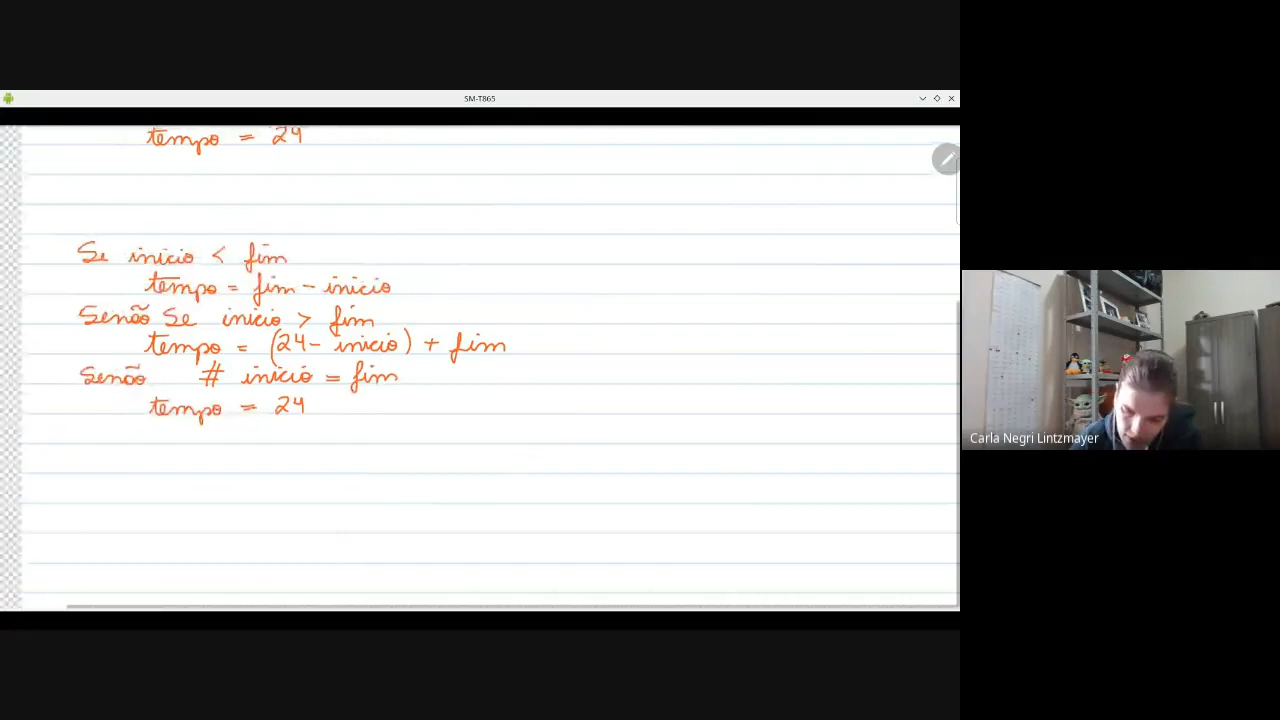 SM-T865
tempo = 24
Se inicio < fim
tempo = fim - inicio
Senão Se inicio > fim
tempo = (24 - inicio) + fim
Senão # inicio = fim
tempo = 24
Carla Negri Lintzmayer